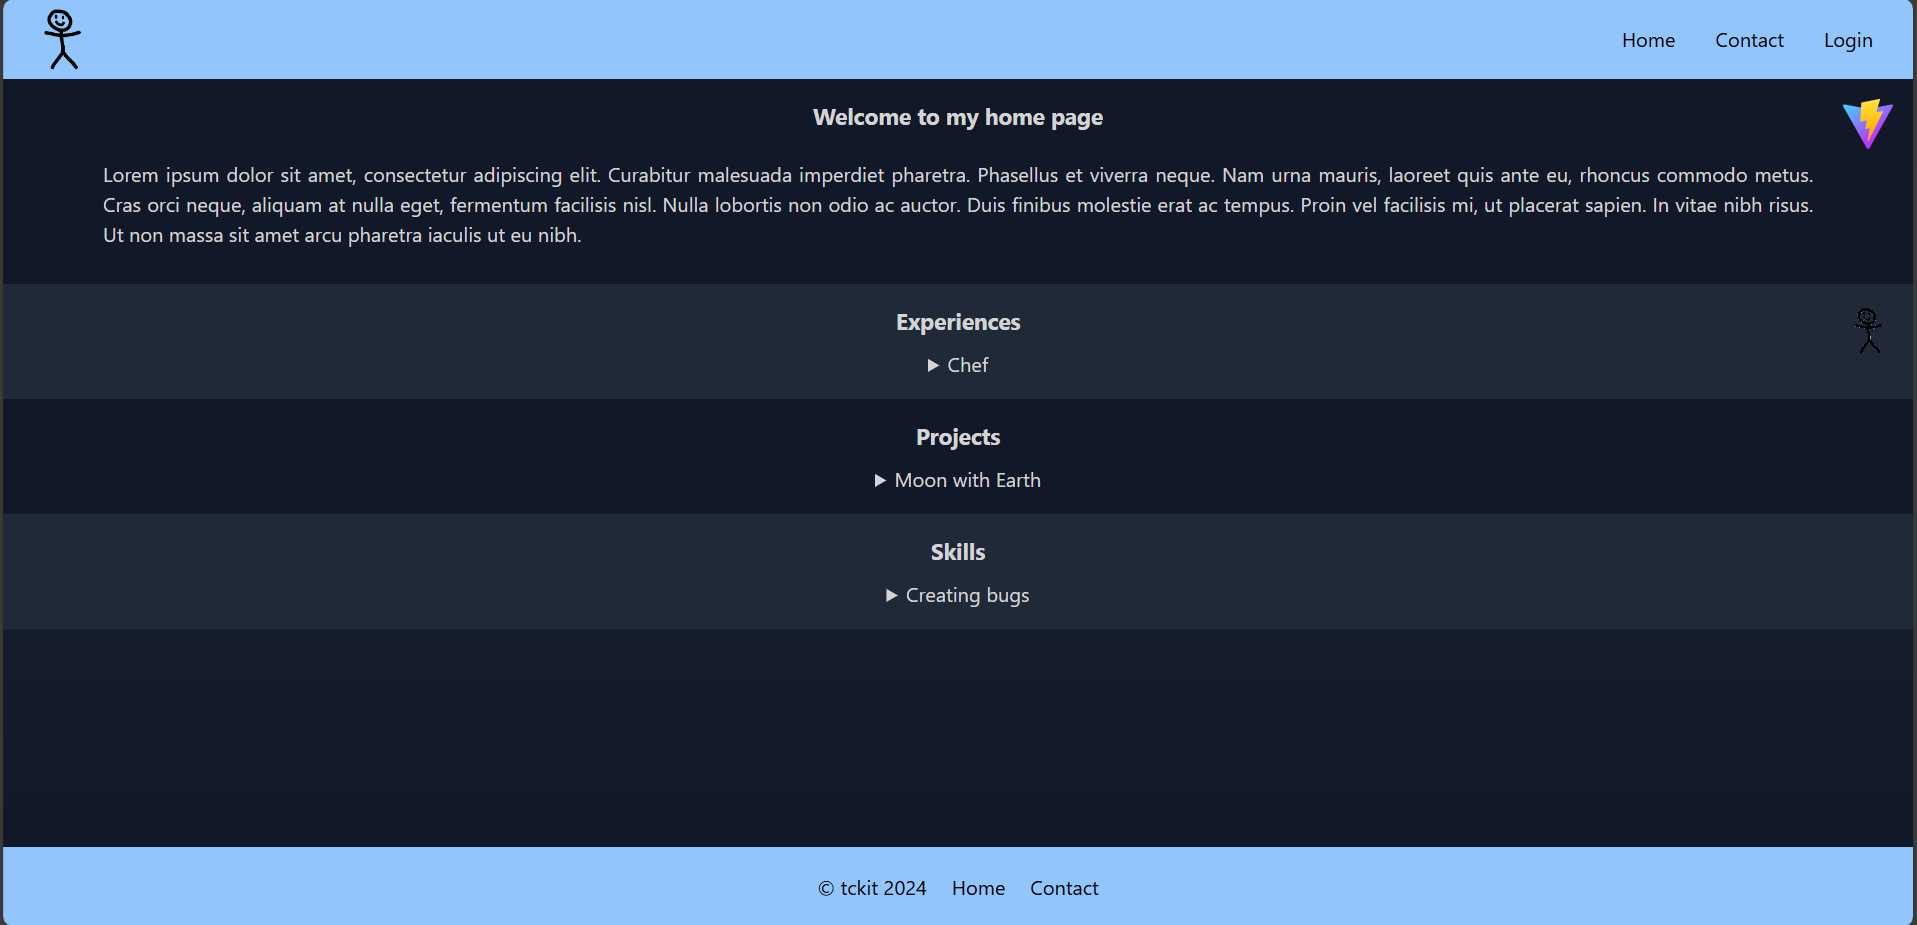 Home Contact Login
Welcome to my home page
Lorem ipsum dolor sit amet, consectetur adipiscing elit. Curabitur malesuada imperdiet pharetra. Phasellus et viverra neque. Nam urna mauris, laoreet quis ante eu, rhoncus commodo metus.
Cras orci neque, aliquam at nulla eget, fermentum facilisis nisl. Nulla lobortis non odio ac auctor. Duis finibus molestie erat ac tempus. Proin vel facilisis mi, ut placerat sapien. In vitae nibh risus.
Ut non massa sit amet arcu pharetra iaculis ut eu nibh.
Experiences
Chef
Projects
Moon with Earth
Skills
Creating bugs
© tckit 2024 Home Contact